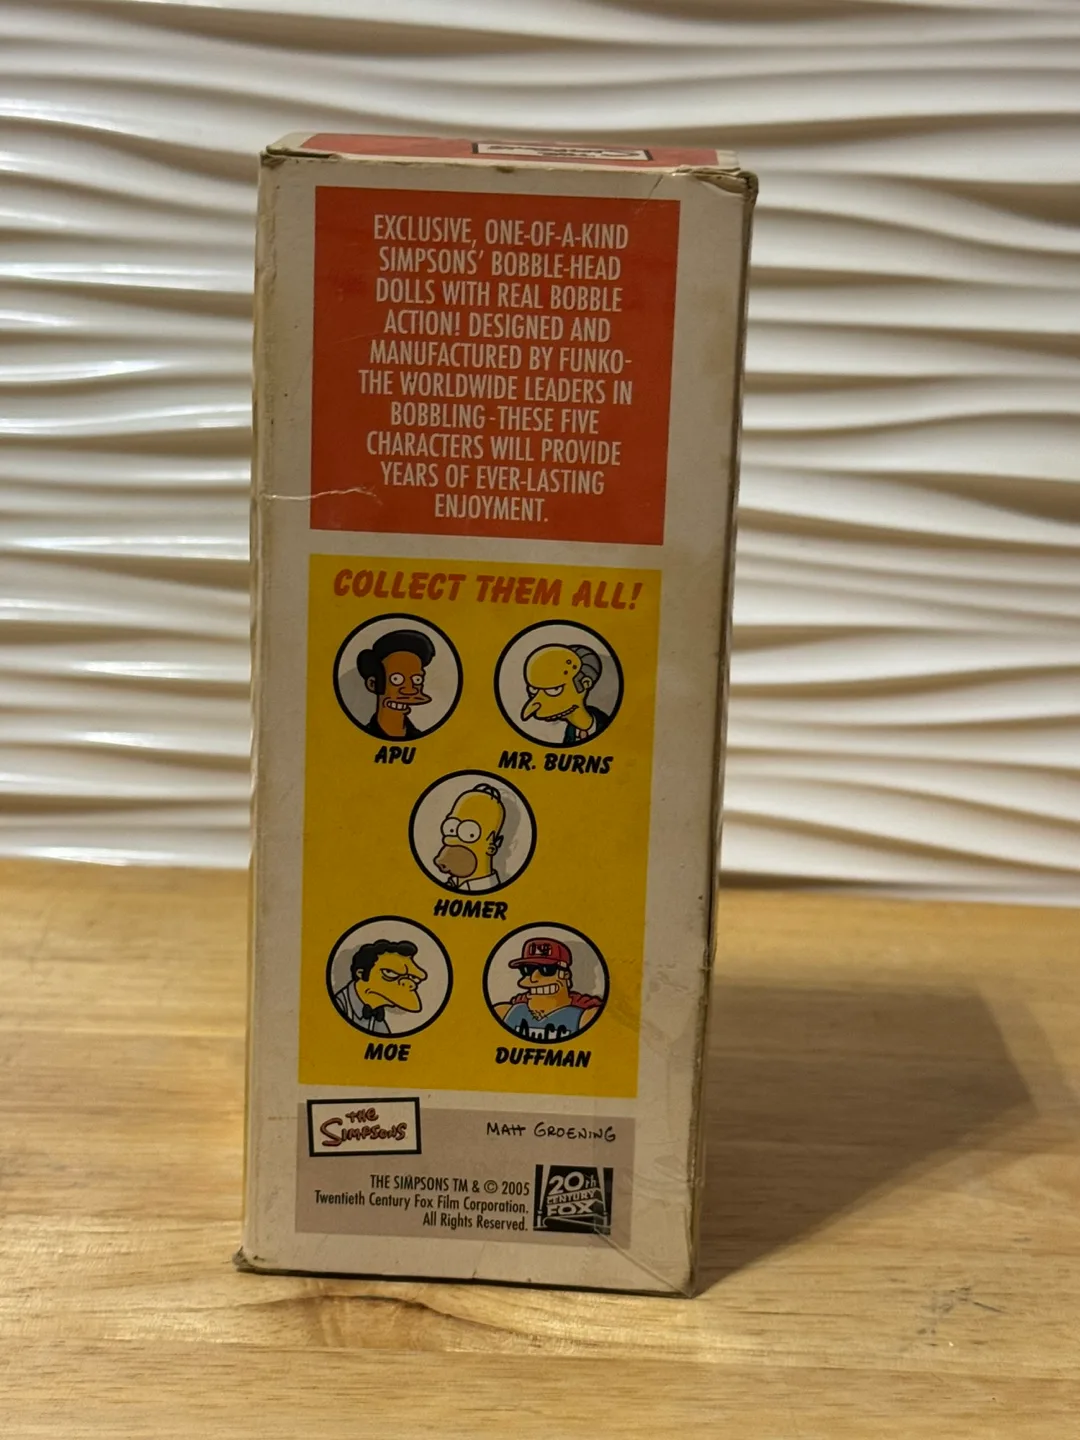 EXCLUSIVE, ONE-OF-A-KIND
SIMPSONS' BOBBLE-HEAD
DOLLS WITH REAL BOBBLE
ACTION! DESIGNED AND
MANUFACTURED BY FUNKO-
THE WORLDWIDE LEADERS IN
BOBBLING-THESE FIVE
CHARACTERS WILL PROVIDE
YEARS OF EVER-LASTING
ENJOYMENT.
COLLECT THEM ALL!
APU
MR. BURNS
HOMER
MOE
DUFFMAN
THE
SIMPSONS
MATT GROENING
THE SIMPSONS TM & © 2005
Twentieth Century Fox Film Corporation.
All Rights Reserved.
20th
CENTURY
FOX